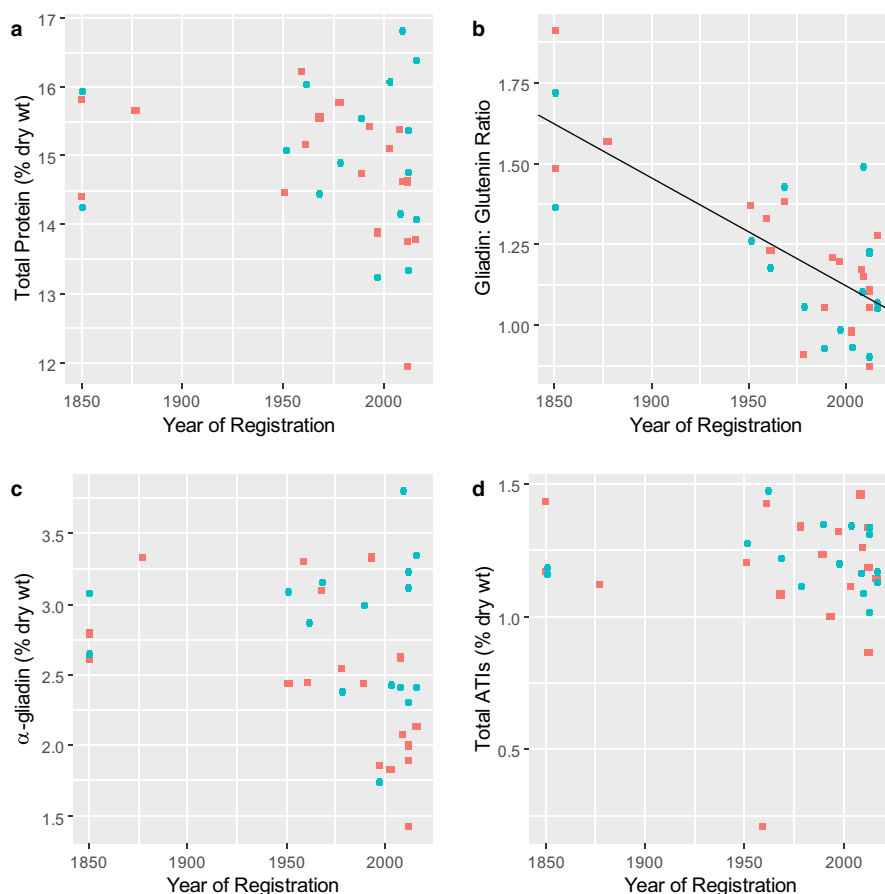 a
Total Protein (% dry wt)
17
16
15
14
13
12
1850 1900 1950 2000
Year of Registration
b
Gliadin: Glutenin Ratio
1.75
1.50
1.25
1.00
1850 1900 1950 2000
Year of Registration
c
α-gliadin (% dry wt)
3.5
3.0
2.5
2.0
1.5
1850 1900 1950 2000
Year of Registration
d
Total ATIs (% dry wt)
1.5
1.0
0.5
1850 1900 1950 2000
Year of Registration